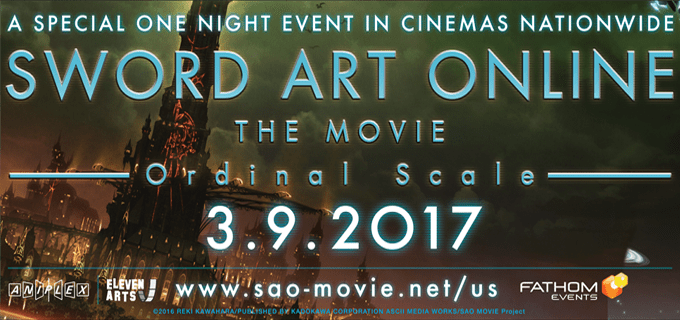 A SPECIAL ONE NIGHT EVENT IN CINEMAS NATIONWIDE
SWORD ART ONLINE
THE MOVIE
Ordinal Scale
3.9.2017
ANIPLEX ELEVEN ARTS www.sao-movie.net/us FATHOM EVENTS
©2016 REKI KAWAHARA/PUBLISHED BY KADOKAWA CORPORATION ASCII MEDIA WORKS/SAO MOVIE Project